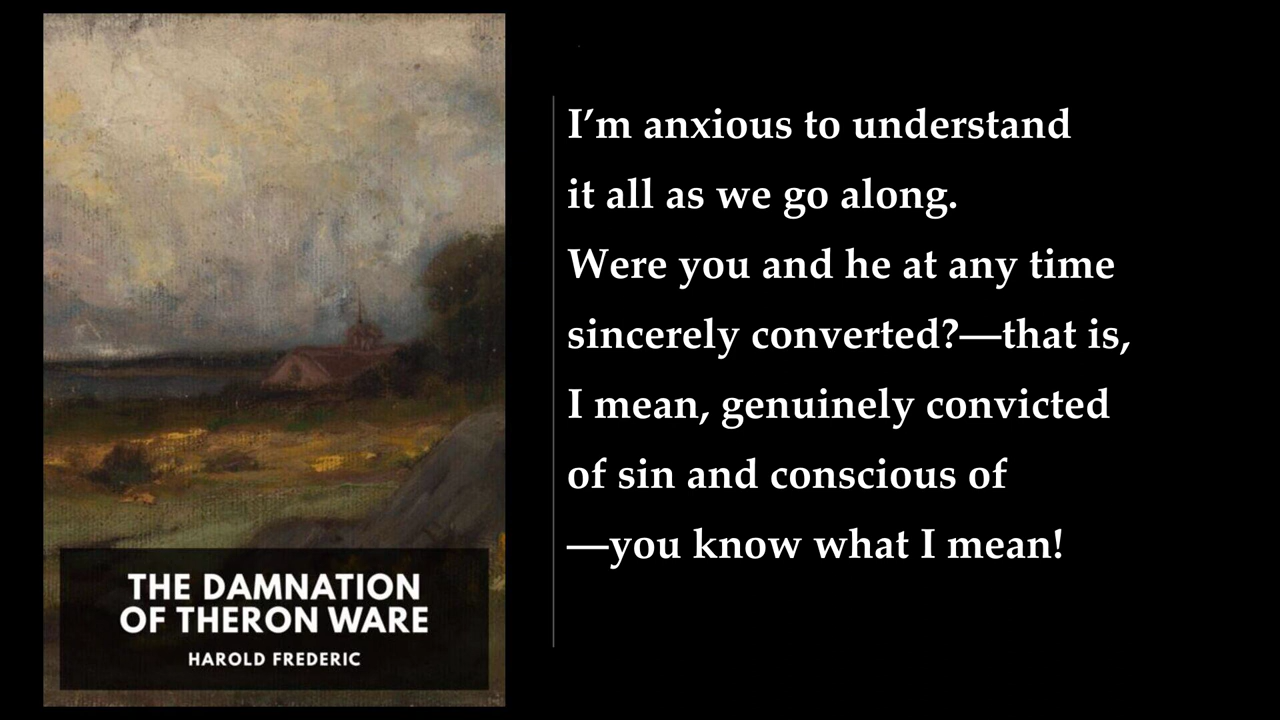 THE DAMNATION
OF THERON WARE
HAROLD FREDERIC
I’m anxious to understand
it all as we go along.
Were you and he at any time
sincerely converted?—that is,
I mean, genuinely convicted
of sin and conscious of
—you know what I mean!